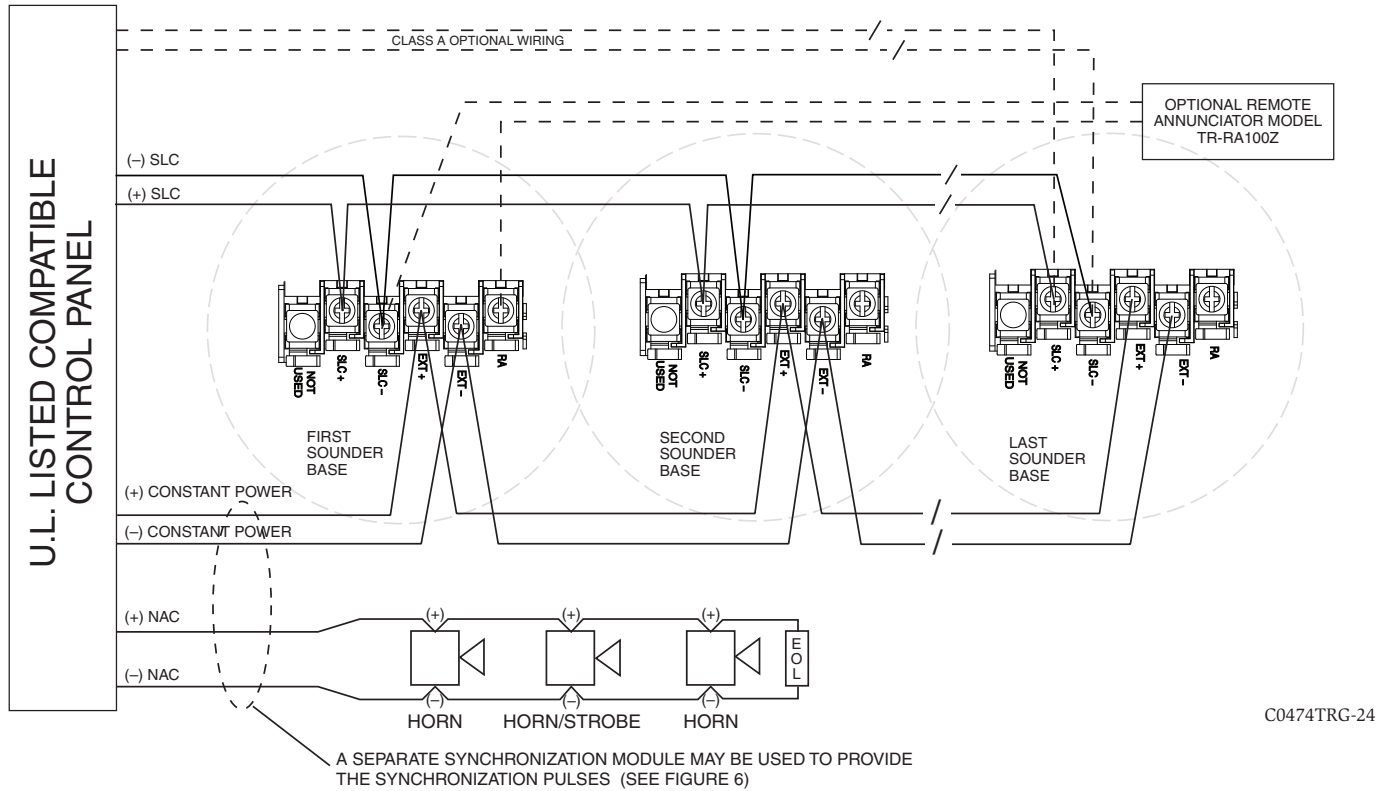 U.L. LISTED COMPATIBLE
CONTROL PANEL
CLASS A OPTIONAL WIRING
OPTIONAL REMOTE
ANNUNCIATOR MODEL
TR-RA100Z
(–) SLC
(+) SLC
NOT
USED
SLC +
SLC –
EXT +
EXT –
RA
NOT
USED
SLC +
SLC –
EXT +
EXT –
RA
NOT
USED
SLC +
SLC –
EXT +
EXT –
RA
FIRST
SOUNDER
BASE
SECOND
SOUNDER
BASE
LAST
SOUNDER
BASE
(+) CONSTANT POWER
(–) CONSTANT POWER
(+) NAC
(+)
(+)
(+)
EOL
(–) NAC
(–)
(–)
(–)
HORN
HORN/STROBE
HORN
C0474TRG-24
A SEPARATE SYNCHRONIZATION MODULE MAY BE USED TO PROVIDE
THE SYNCHRONIZATION PULSES (SEE FIGURE 6)